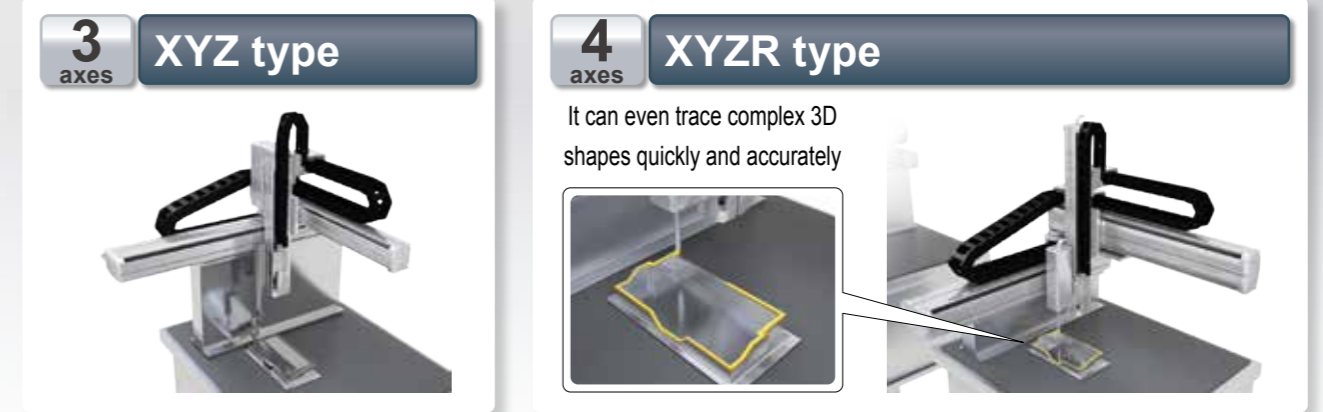 3
axes
XYZ type
4
axes
XYZR type
It can even trace complex 3D
shapes quickly and accurately